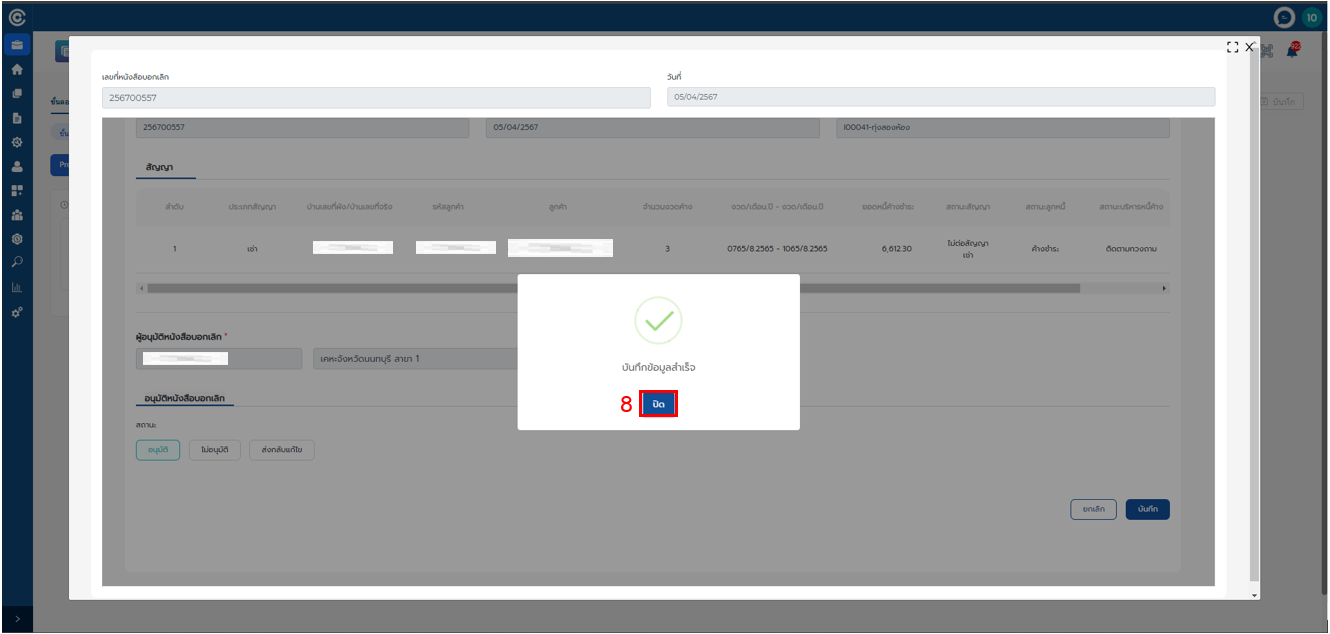 10
เลขที่หนังสือบอกเลิก
วันที่
256700557
05/04/2567
บันทึก
256700557
05/04/2567
I00041-ทุ่งสองห้อง
สัญญา
ลำดับ ประเภทสัญญา บ้านเลขที่ผัง/บ้านเลขที่จริง รหัสลูกค้า ลูกค้า จำนวนงวดค้าง งวด/เดือน.ปี - งวด/เดือน.ปี ยอดหนี้ค้างชำระ สถานะสัญญา สถานะลูกหนี้ สถานะบริหารหนี้ค้าง
1 เช่า 3 0765/8.2565 - 1065/8.2565 6,612.30 ไม่ต่อสัญญา ค้างชำระ ติดตามทวงถาม
เช่า
ผู้อนุมัติหนังสือบอกเลิก *
เคหะจังหวัดนนทบุรี สาขา 1
บันทึกข้อมูลสำเร็จ
8 ปิด
อนุมัติหนังสือบอกเลิก
สถานะ
อนุมัติ ไม่อนุมัติ ส่งกลับแก้ไข
ยกเลิก บันทึก